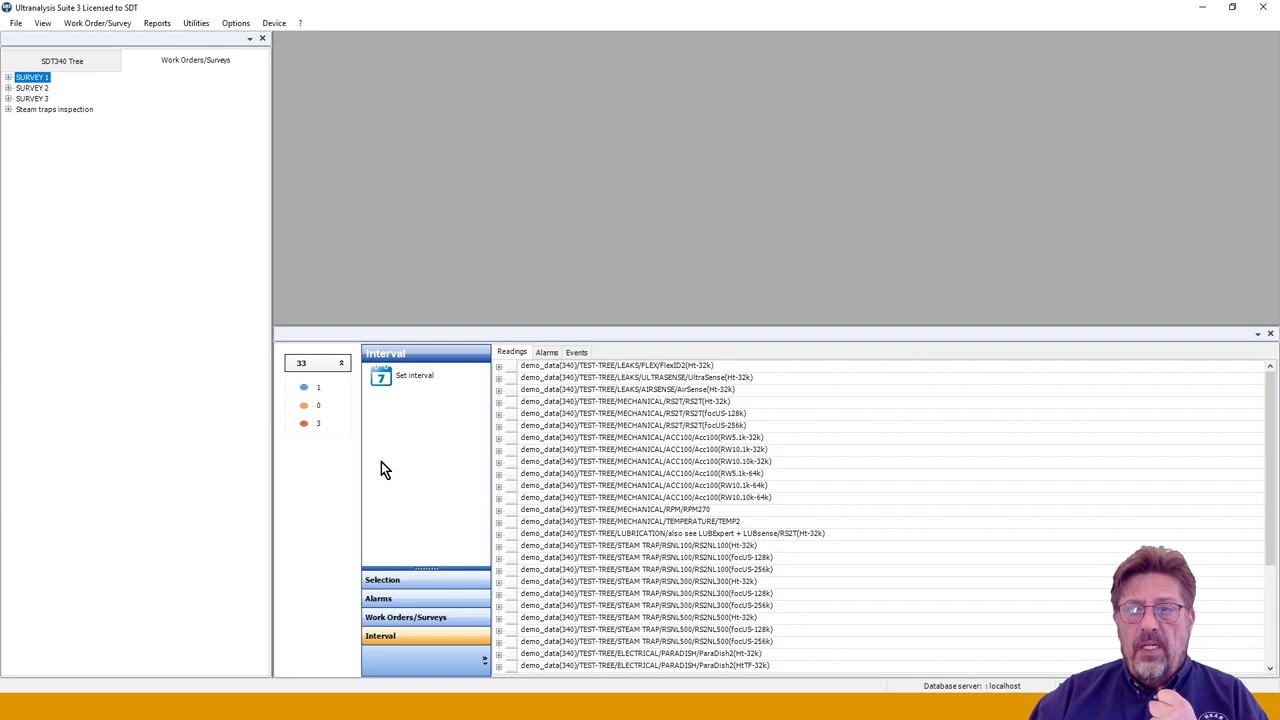 Ultranalysis Suite 3 Licensed to SDT
File View Work Order/Survey Reports Utilities Options Device ?
SDT340 Tree Work Orders/Surveys
SURVEY 1
SURVEY 2
SURVEY 3
Steam traps inspection
33
1
0
3
Interval
7 Set interval
Selection
Alarms
Work Orders/Surveys
Interval
Readings Alarms Events
demo_data(340)/TEST-TREE/LEAKS/FLEX/FlexID2(Ht-32k)
demo_data(340)/TEST-TREE/LEAKS/ULTRASENSE/UltraSense(Ht-32k)
demo_data(340)/TEST-TREE/LEAKS/AIRSENSE/AirSense(Ht-32k)
demo_data(340)/TEST-TREE/MECHANICAL/RS2T/RS2T(Ht-32k)
demo_data(340)/TEST-TREE/MECHANICAL/RS2T/RS2T(focUS-128k)
demo_data(340)/TEST-TREE/MECHANICAL/RS2T/RS2T(focUS-256k)
demo_data(340)/TEST-TREE/MECHANICAL/ACC100/Acc100(RW5.1k-32k)
demo_data(340)/TEST-TREE/MECHANICAL/ACC100/Acc100(RW10.1k-32k)
demo_data(340)/TEST-TREE/MECHANICAL/ACC100/Acc100(RW10.10k-32k)
demo_data(340)/TEST-TREE/MECHANICAL/ACC100/Acc100(RW5.1k-64k)
demo_data(340)/TEST-TREE/MECHANICAL/ACC100/Acc100(RW10.1k-64k)
demo_data(340)/TEST-TREE/MECHANICAL/ACC100/Acc100(RW10.10k-64k)
demo_data(340)/TEST-TREE/MECHANICAL/RPM/RPM270
demo_data(340)/TEST-TREE/MECHANICAL/TEMPERATURE/TEMP2
demo_data(340)/TEST-TREE/LUBRICATION/also see LUBExpert + LUBsense/RS2T(Ht-32k)
demo_data(340)/TEST-TREE/STEAM TRAP/RSNL100/RS2NL100(Ht-32k)
demo_data(340)/TEST-TREE/STEAM TRAP/RSNL100/RS2NL100(focUS-128k)
demo_data(340)/TEST-TREE/STEAM TRAP/RSNL100/RS2NL100(focUS-256k)
demo_data(340)/TEST-TREE/STEAM TRAP/RSNL300/RS2NL300(Ht-32k)
demo_data(340)/TEST-TREE/STEAM TRAP/RSNL300/RS2NL300(focUS-128k)
demo_data(340)/TEST-TREE/STEAM TRAP/RSNL300/RS2NL300(focUS-256k)
demo_data(340)/TEST-TREE/STEAM TRAP/RSNL500/RS2NL500(Ht-32k)
demo_data(340)/TEST-TREE/STEAM TRAP/RSNL500/RS2NL500(focUS-128k)
demo_data(340)/TEST-TREE/STEAM TRAP/RSNL500/RS2NL500(focUS-256k)
demo_data(340)/TEST-TREE/ELECTRICAL/PARADISH/ParaDish2(Ht-32k)
demo_data(340)/TEST-TREE/ELECTRICAL/PARADISH/ParaDish2(HtTF-32k)
Database server: : localhost
HEAR